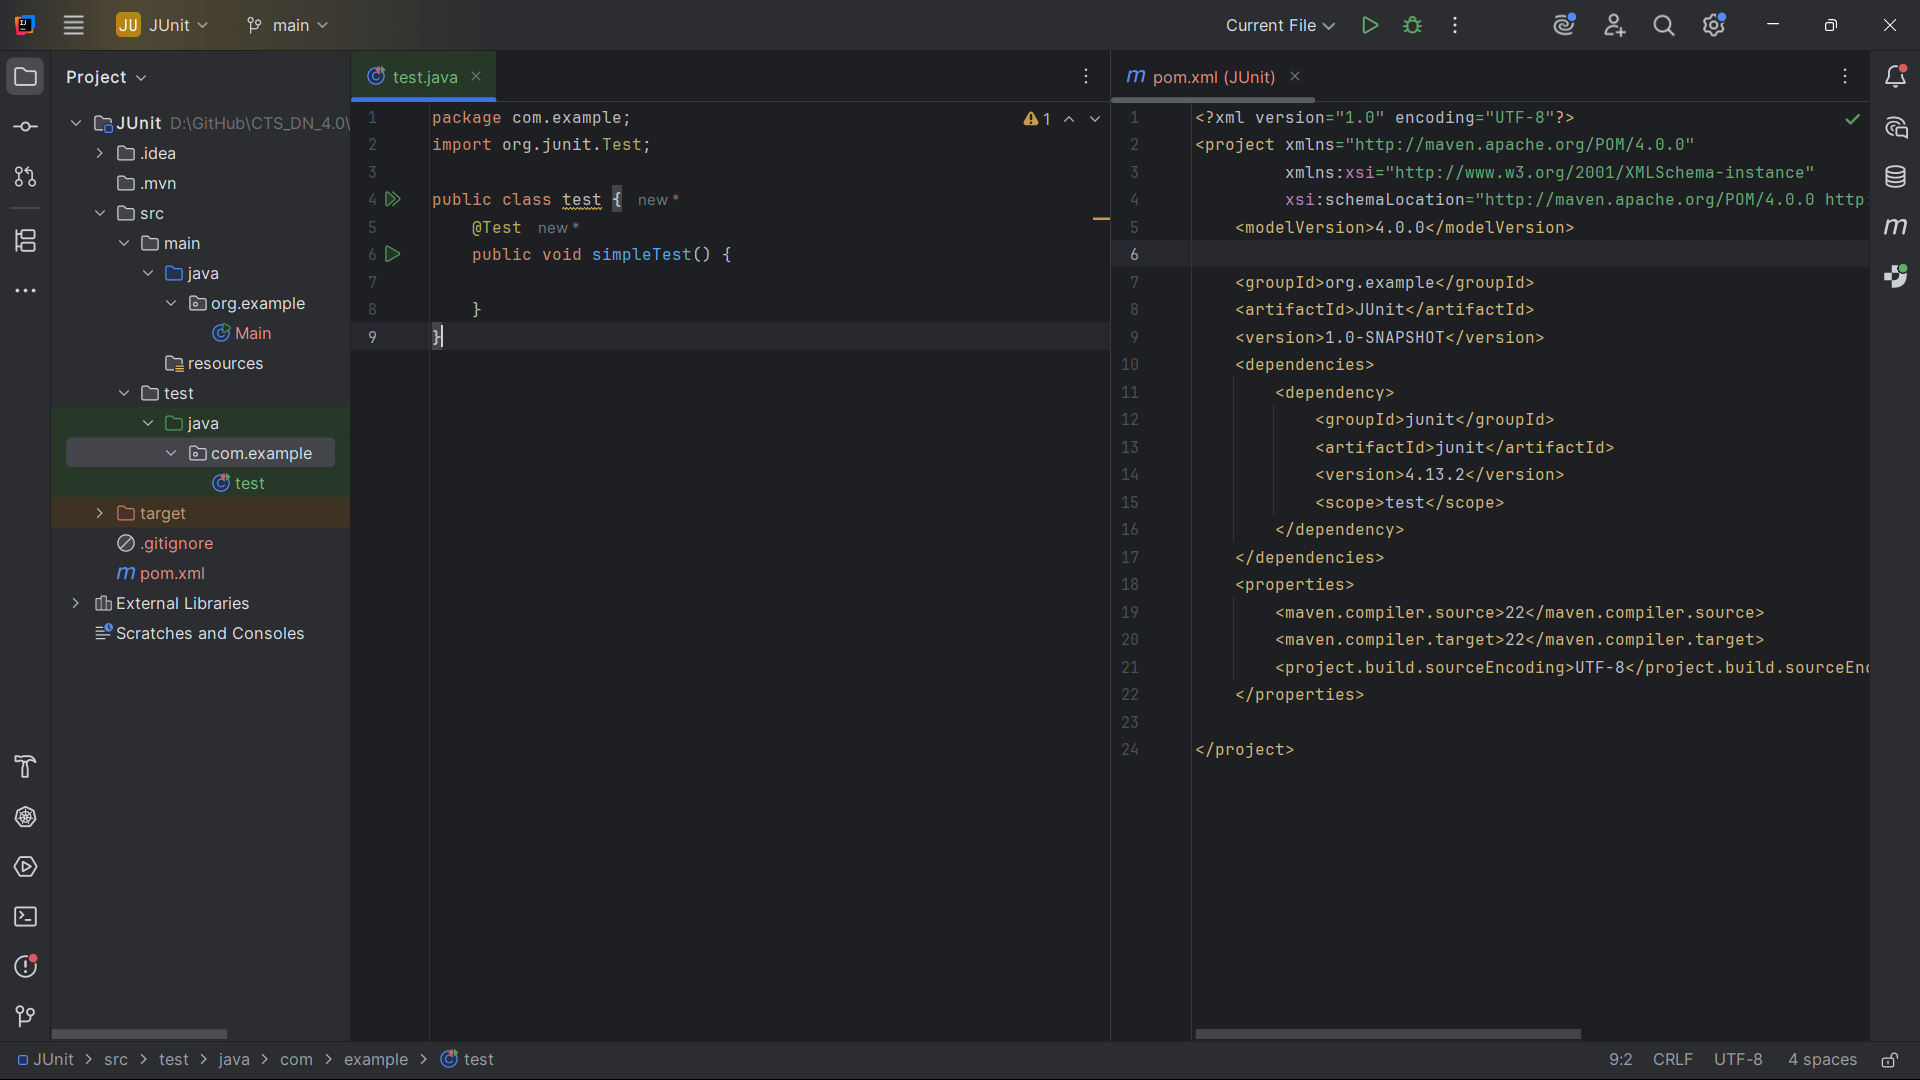 JU JUnit main Current File
Project
JUnit D:\GitHub\CTS_DN_4.0\
.idea
.mvn
src
main
java
org.example
Main
resources
test
java
com.example
test
target
.gitignore
pom.xml
External Libraries
Scratches and Consoles
test.java
1 package com.example;
1
2 import org.junit.Test;
3
4 public class test { new *
5 @Test new *
6 public void simpleTest() {
7
8 }
9 }
pom.xml (JUnit)
1 <?xml version="1.0" encoding="UTF-8"?>
2 <project xmlns="http://maven.apache.org/POM/4.0.0"
3 xmlns:xsi="http://www.w3.org/2001/XMLSchema-instance"
4 xsi:schemaLocation="http://maven.apache.org/POM/4.0.0 http:
5 <modelVersion>4.0.0</modelVersion>
6
7 <groupId>org.example</groupId>
8 <artifactId>JUnit</artifactId>
9 <version>1.0-SNAPSHOT</version>
10 <dependencies>
11 <dependency>
12 <groupId>junit</groupId>
13 <artifactId>junit</artifactId>
14 <version>4.13.2</version>
15 <scope>test</scope>
16 </dependency>
17 </dependencies>
18 <properties>
19 <maven.compiler.source>22</maven.compiler.source>
20 <maven.compiler.target>22</maven.compiler.target>
21 <project.build.sourceEncoding>UTF-8</project.build.sourceEnc
22 </properties>
23
24 </project>
JUnit > src > test > java > com > example > test
9:2 CRLF UTF-8 4 spaces